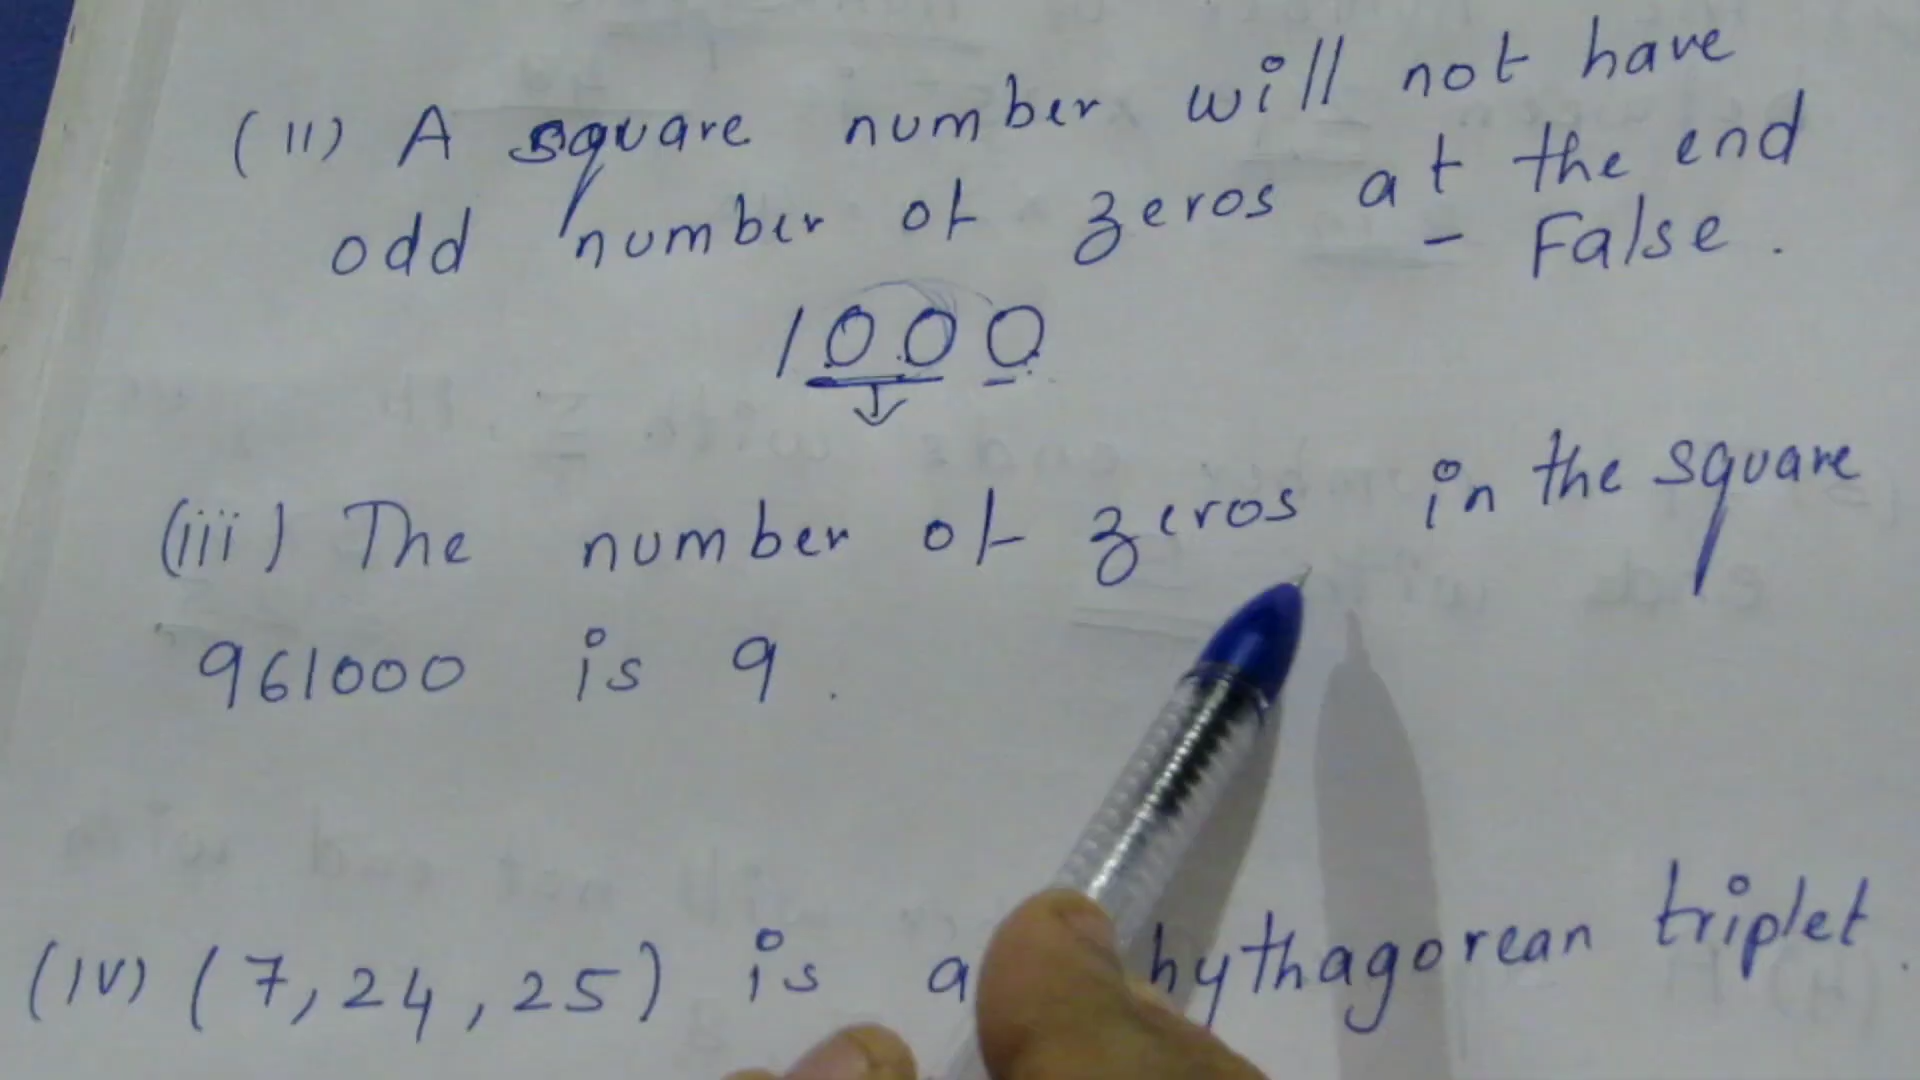 (ii) A square number will not have
odd number of zeros at the end
- False.
1000
(iii) The number of zeros in the square
961000 is 9.
(iv) (7, 24, 25) is a pythagorean triplet.